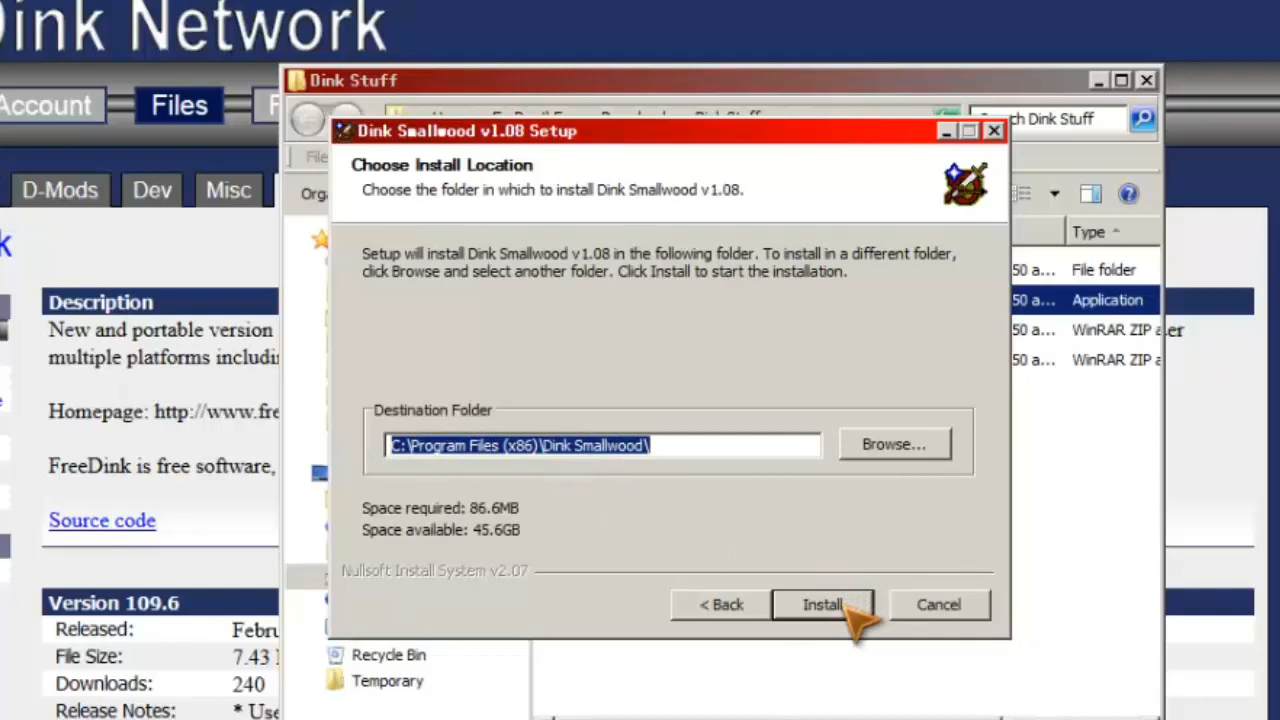 Dink Network
Account
Files
D-Mods
Dev
Misc
Dink Stuff
Search Dink Stuff
Dink Smallwood v1.08 Setup
Choose Install Location
Choose the folder in which to install Dink Smallwood v1.08.
Setup will install Dink Smallwood v1.08 in the following folder. To install in a different folder,
click Browse and select another folder. Click Install to start the installation.
Destination Folder
C:\Program Files (x86)\Dink Smallwood\
Browse...
Space required: 86.6MB
Space available: 45.6GB
Nullsoft Install System v2.07
< Back
Install
Cancel
Type
50 a... File folder
50 a... Application
50 a... WinRAR ZIP a
50 a... WinRAR ZIP a
Description
New and portable version
multiple platforms includin
Homepage: http://www.fre
FreeDink is free software,
Source code
Version 109.6
Released: Febru
File Size: 7.43
Downloads: 240
Release Notes: * Use
Recycle Bin
Temporary